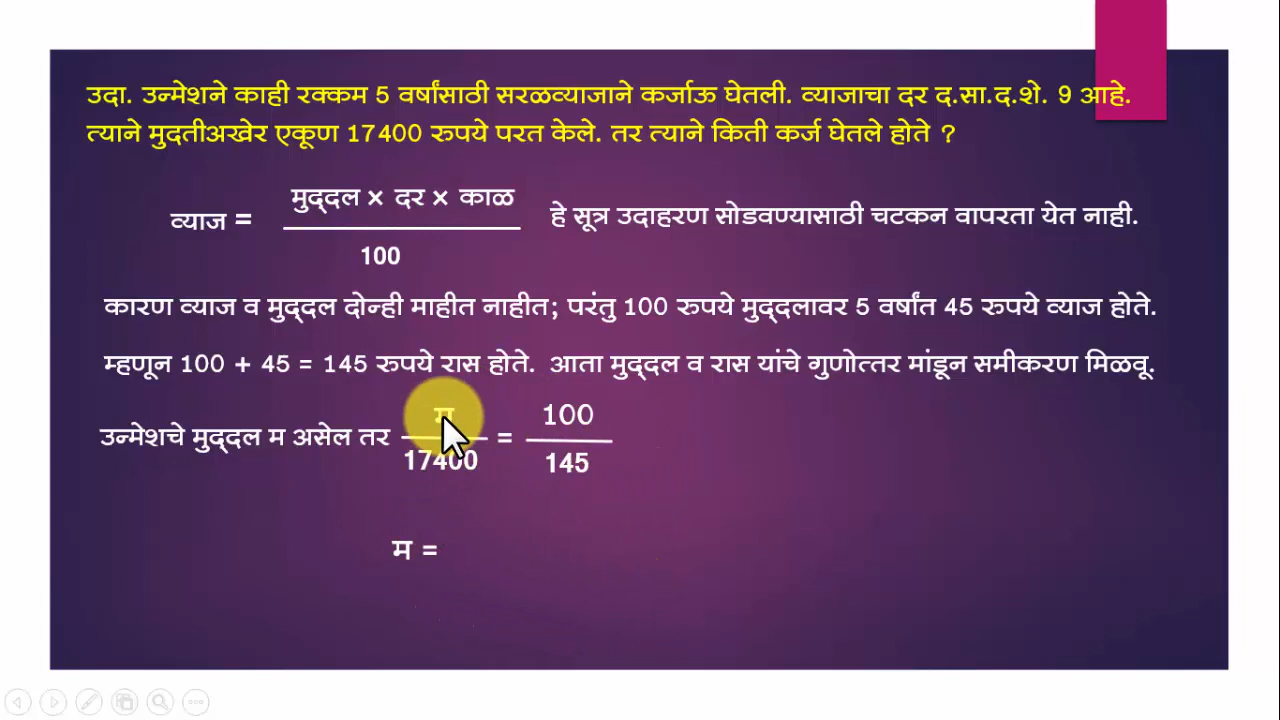 उदा. उन्मेशने काही रक्कम 5 वर्षांसाठी सरळव्याजाने कर्जाऊ घेतली. व्याजाचा दर द.सा.द.शे. 9 आहे.
त्याने मुदतीअखेर एकूण 17400 रुपये परत केले. तर त्याने किती कर्ज घेतले होते ?
मुद्‌दल × दर × काळ
व्याज = हे सूत्र उदाहरण सोडवण्यासाठी चटकन वापरता येत नाही.
100
कारण व्याज व मुद्‌दल दोन्ही माहीत नाहीत; परंतु 100 रुपये मुद्‌दलावर 5 वर्षांत 45 रुपये व्याज होते.
म्हणून 100 + 45 = 145 रुपये रास होते. आता मुद्‌दल व रास यांचे गुणोत्तर मांडून समीकरण मिळवू.
म 100
उन्मेशचे मुद्‌दल म असेल तर =
17400 145
म =